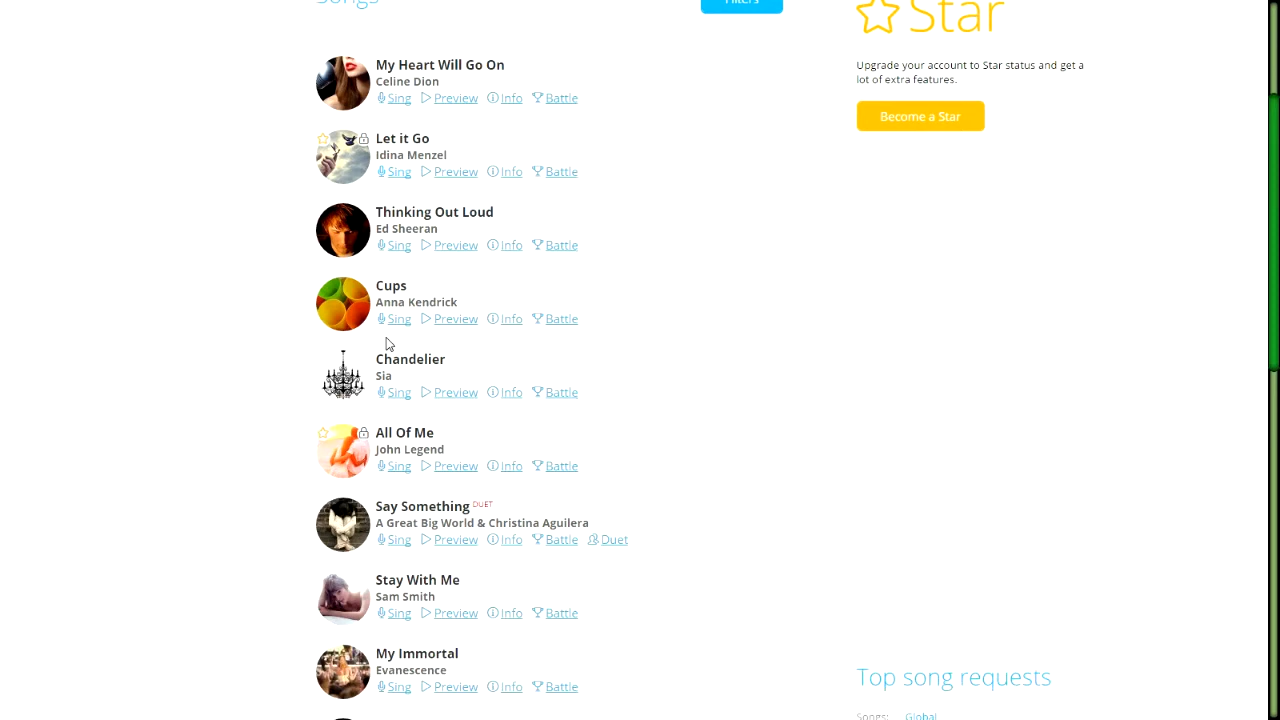 Songs
Filters
My Heart Will Go On
Celine Dion
Sing Preview Info Battle
Let it Go
Idina Menzel
Sing Preview Info Battle
Thinking Out Loud
Ed Sheeran
Sing Preview Info Battle
Cups
Anna Kendrick
Sing Preview Info Battle
Chandelier
Sia
Sing Preview Info Battle
All Of Me
John Legend
Sing Preview Info Battle
Say Something DUET
A Great Big World & Christina Aguilera
Sing Preview Info Battle Duet
Stay With Me
Sam Smith
Sing Preview Info Battle
My Immortal
Evanescence
Sing Preview Info Battle
Star
Upgrade your account to Star status and get a
lot of extra features.
Become a Star
Top song requests
Songs: Global